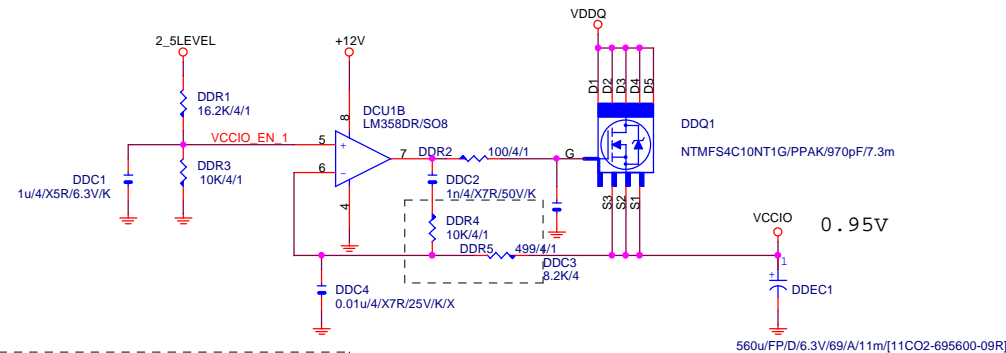 VDDQ
2_5LEVEL
+12V
D1
D2
D3
D4
D5
DDR1
16.2K/4/1
DCU1B
LM358DR/SO8
8
VCCIO_EN_1
5
+
6
−
7
4
DDR2
100/4/1
G
DDQ1
NTMFS4C10NT1G/PPAK/970pF/7.3m
DDR3
10K/4/1
DDC1
1u/4/X5R/6.3V/K
DDC2
1n/4/X7R/50V/K
S3
S2
S1
DDR4
10K/4/1
VCCIO
0.95V
DDR5
499/4/1
DDC3
8.2K/4
1
+
DDEC1
DDC4
0.01u/4/X7R/25V/K/X
560u/FP/D/6.3V/69/A/11m/[11CO2-695600-09R]